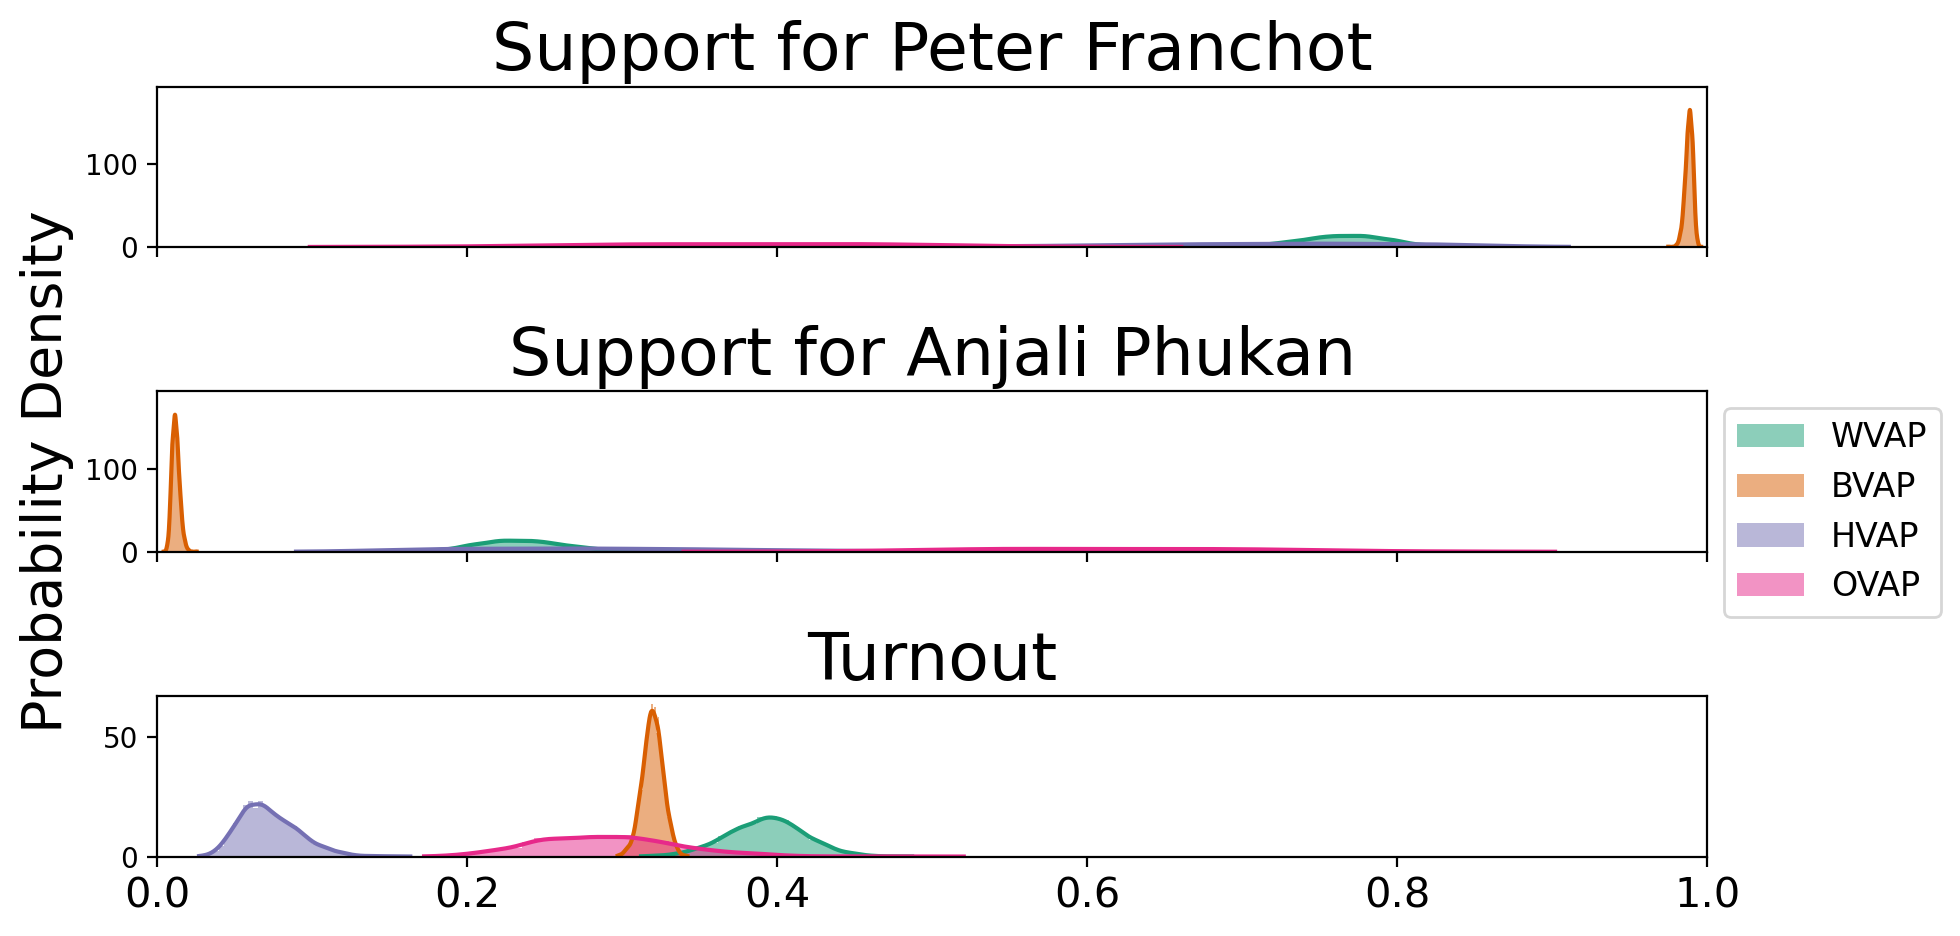 Support for Peter Franchot
100
0
Support for Anjali Phukan
100
0
Probability Density
WVAP
BVAP
HVAP
OVAP
Turnout
50
0
0.0 0.2 0.4 0.6 0.8 1.0